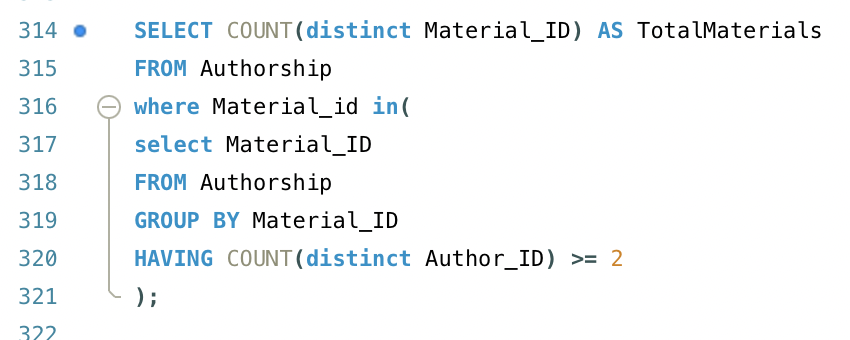 314 SELECT COUNT(distinct Material_ID) AS TotalMaterials
315 FROM Authorship
316 where Material_id in(
317 select Material_ID
318 FROM Authorship
319 GROUP BY Material_ID
320 HAVING COUNT(distinct Author_ID) >= 2
321 );
322